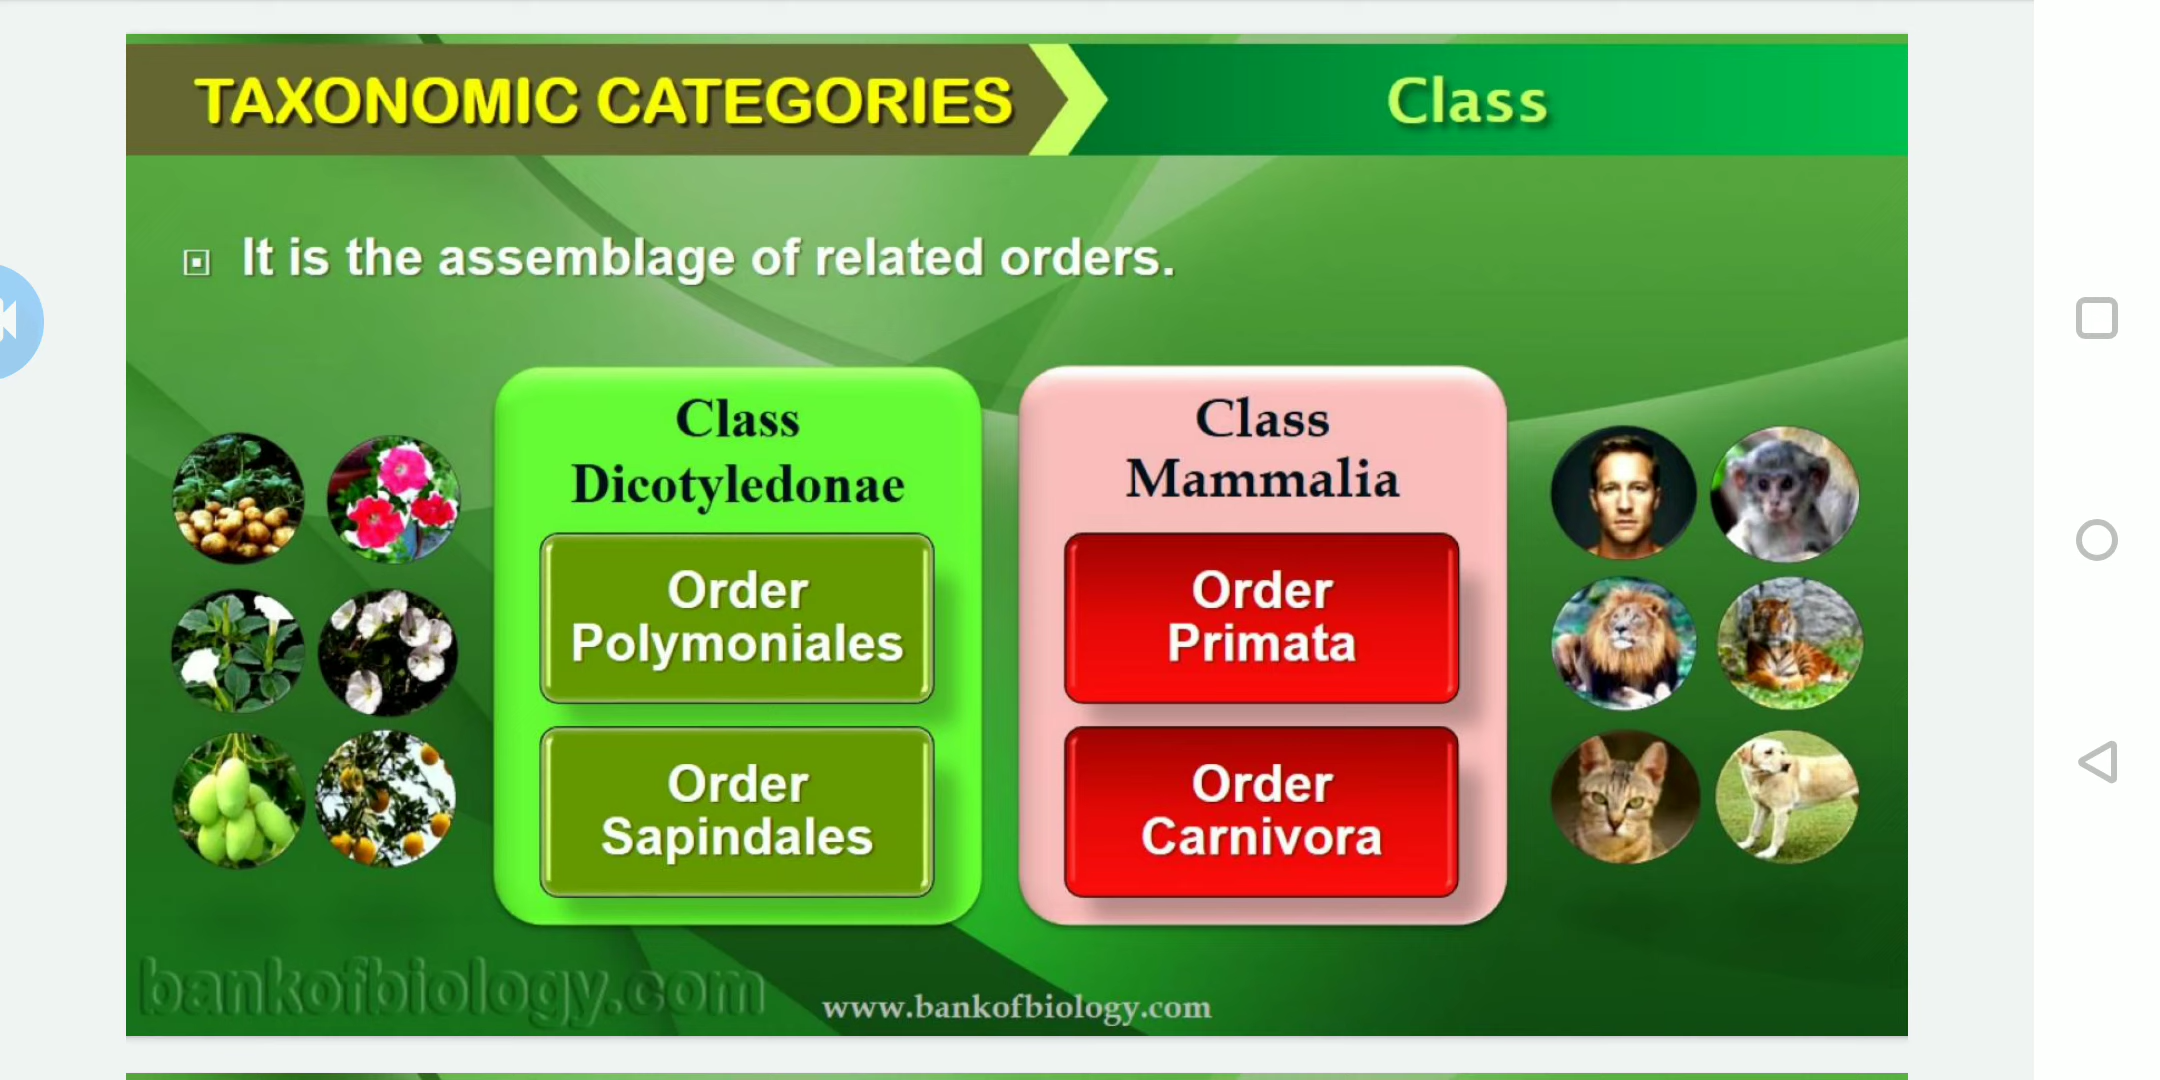 TAXONOMIC CATEGORIES
Class
It is the assemblage of related orders.
Class
Dicotyledonae
Order
Polymoniales
Order
Sapindales
Class
Mammalia
Order
Primata
Order
Carnivora
bankofbiology.com
www.bankofbiology.com